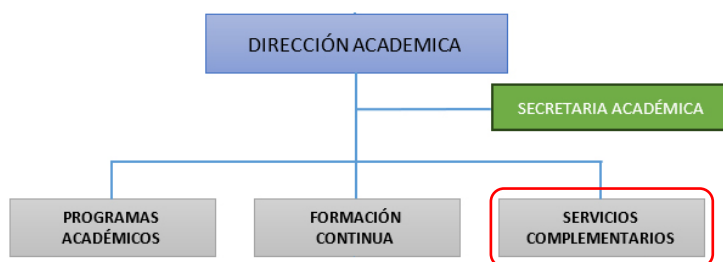 DIRECCIÓN ACADEMICA
SECRETARIA ACADÉMICA
PROGRAMAS
ACADÉMICOS
FORMACIÓN
CONTINUA
SERVICIOS
COMPLEMENTARIOS